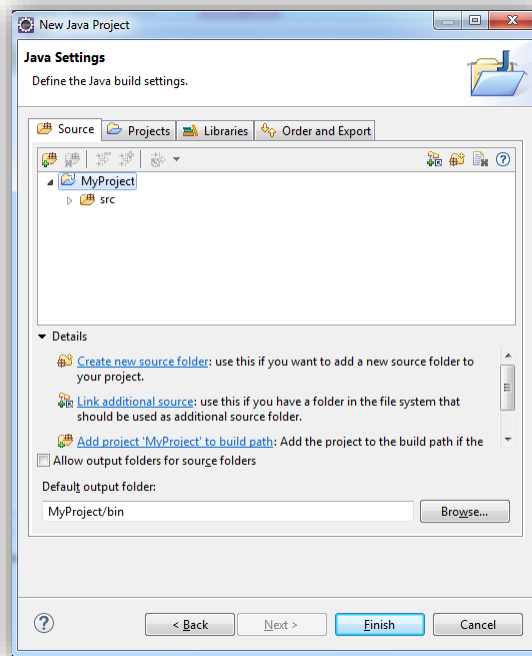 New Java Project
Java Settings
Define the Java build settings.
Source Projects Libraries Order and Export
MyProject
src
Details
Create new source folder: use this if you want to add a new source folder to
your project.
Link additional source: use this if you have a folder in the file system that
should be used as additional source folder.
Add project 'MyProject' to build path: Add the project to the build path if the
Allow output folders for source folders
Default output folder:
MyProject/bin Browse...
< Back Next > Finish Cancel